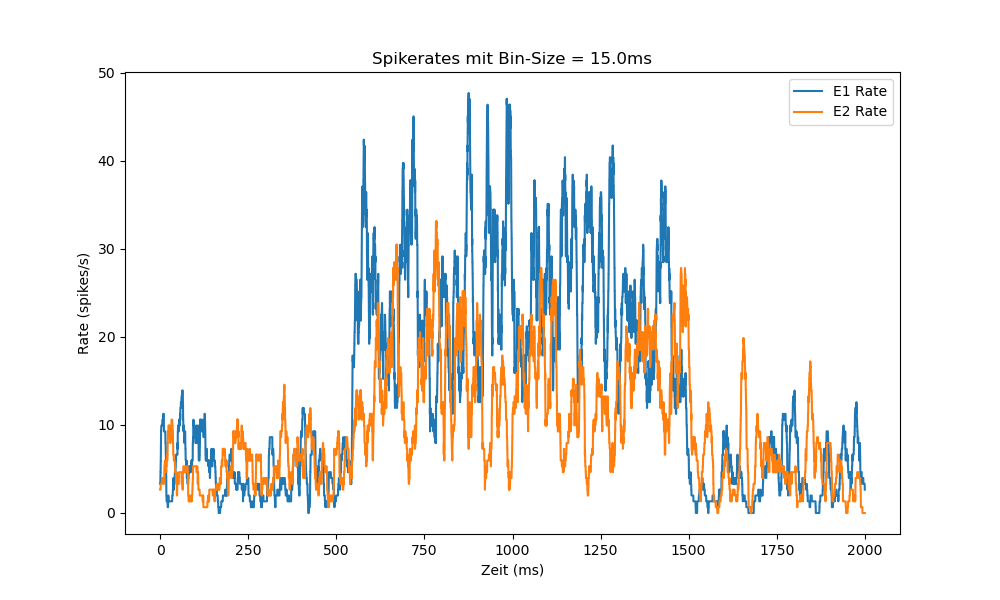 Spikerates mit Bin-Size = 15.0ms
E1 Rate
E2 Rate
Rate (spikes/s)
50
40
30
20
10
0
0 250 500 750 1000 1250 1500 1750 2000
Zeit (ms)